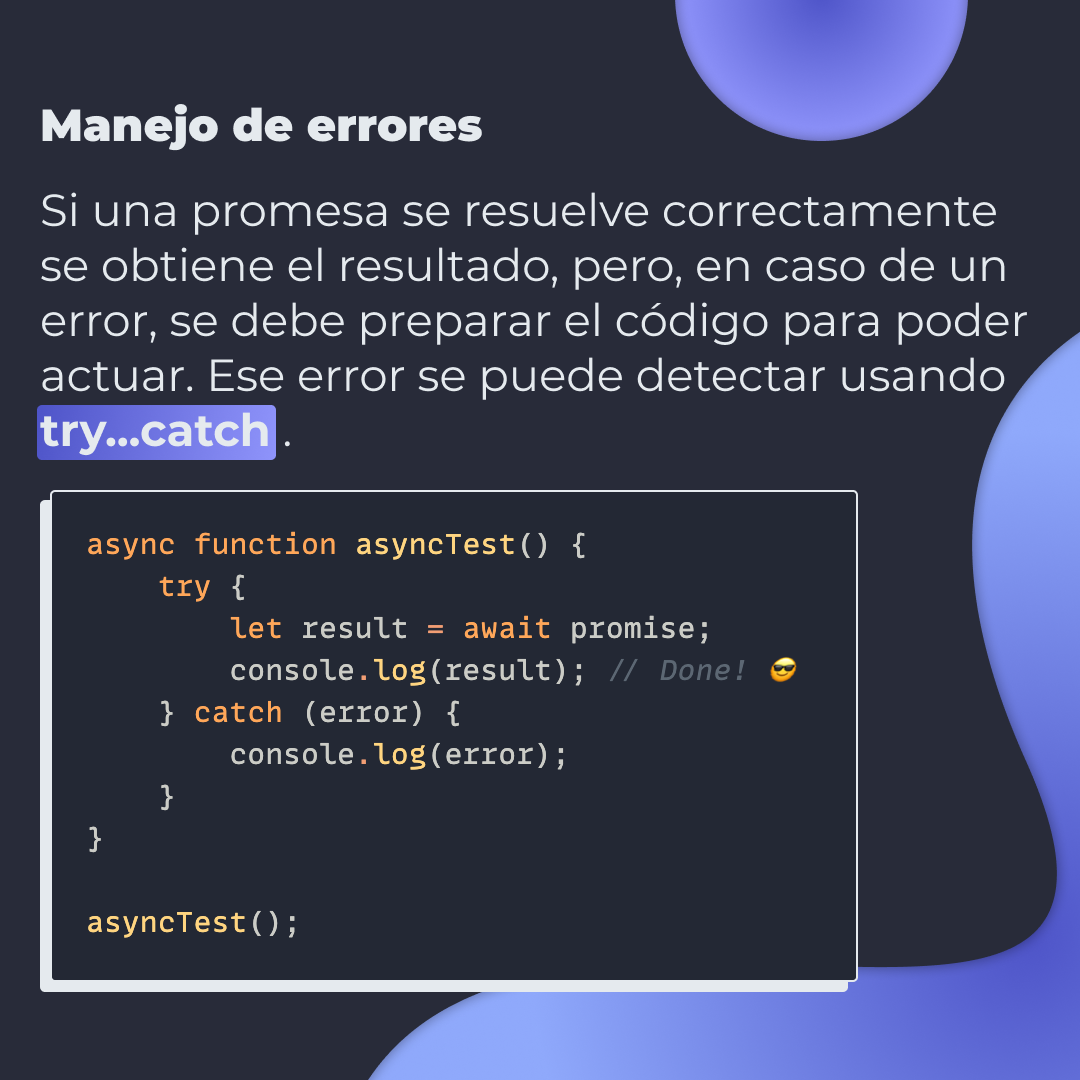 Manejo de errores
Si una promesa se resuelve correctamente
se obtiene el resultado, pero, en caso de un
error, se debe preparar el código para poder
actuar. Ese error se puede detectar usando
try...catch .
async function asyncTest() {
    try {
        let result = await promise;
        console.log(result); // Done! 😎
    } catch (error) {
        console.log(error);
    }
}

asyncTest();